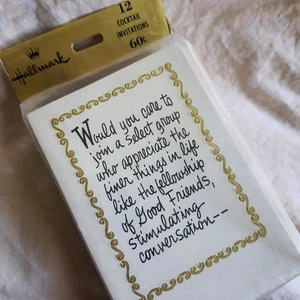 12
COCKTAIL
INVITATIONS
60¢
Hallmark
Would you care to
join a select group
who appreciate the
finer things in life
like the fellowship
of Good Friends,
stimulating
conversation--